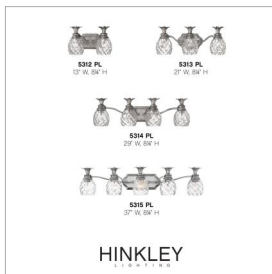 5312 PL
13" W, 8¼" H
5313 PL
21" W, 8¼" H
5314 PL
29" W, 8¼" H
5315 PL
37" W, 8¼" H
HINKLEY
LIGHTING